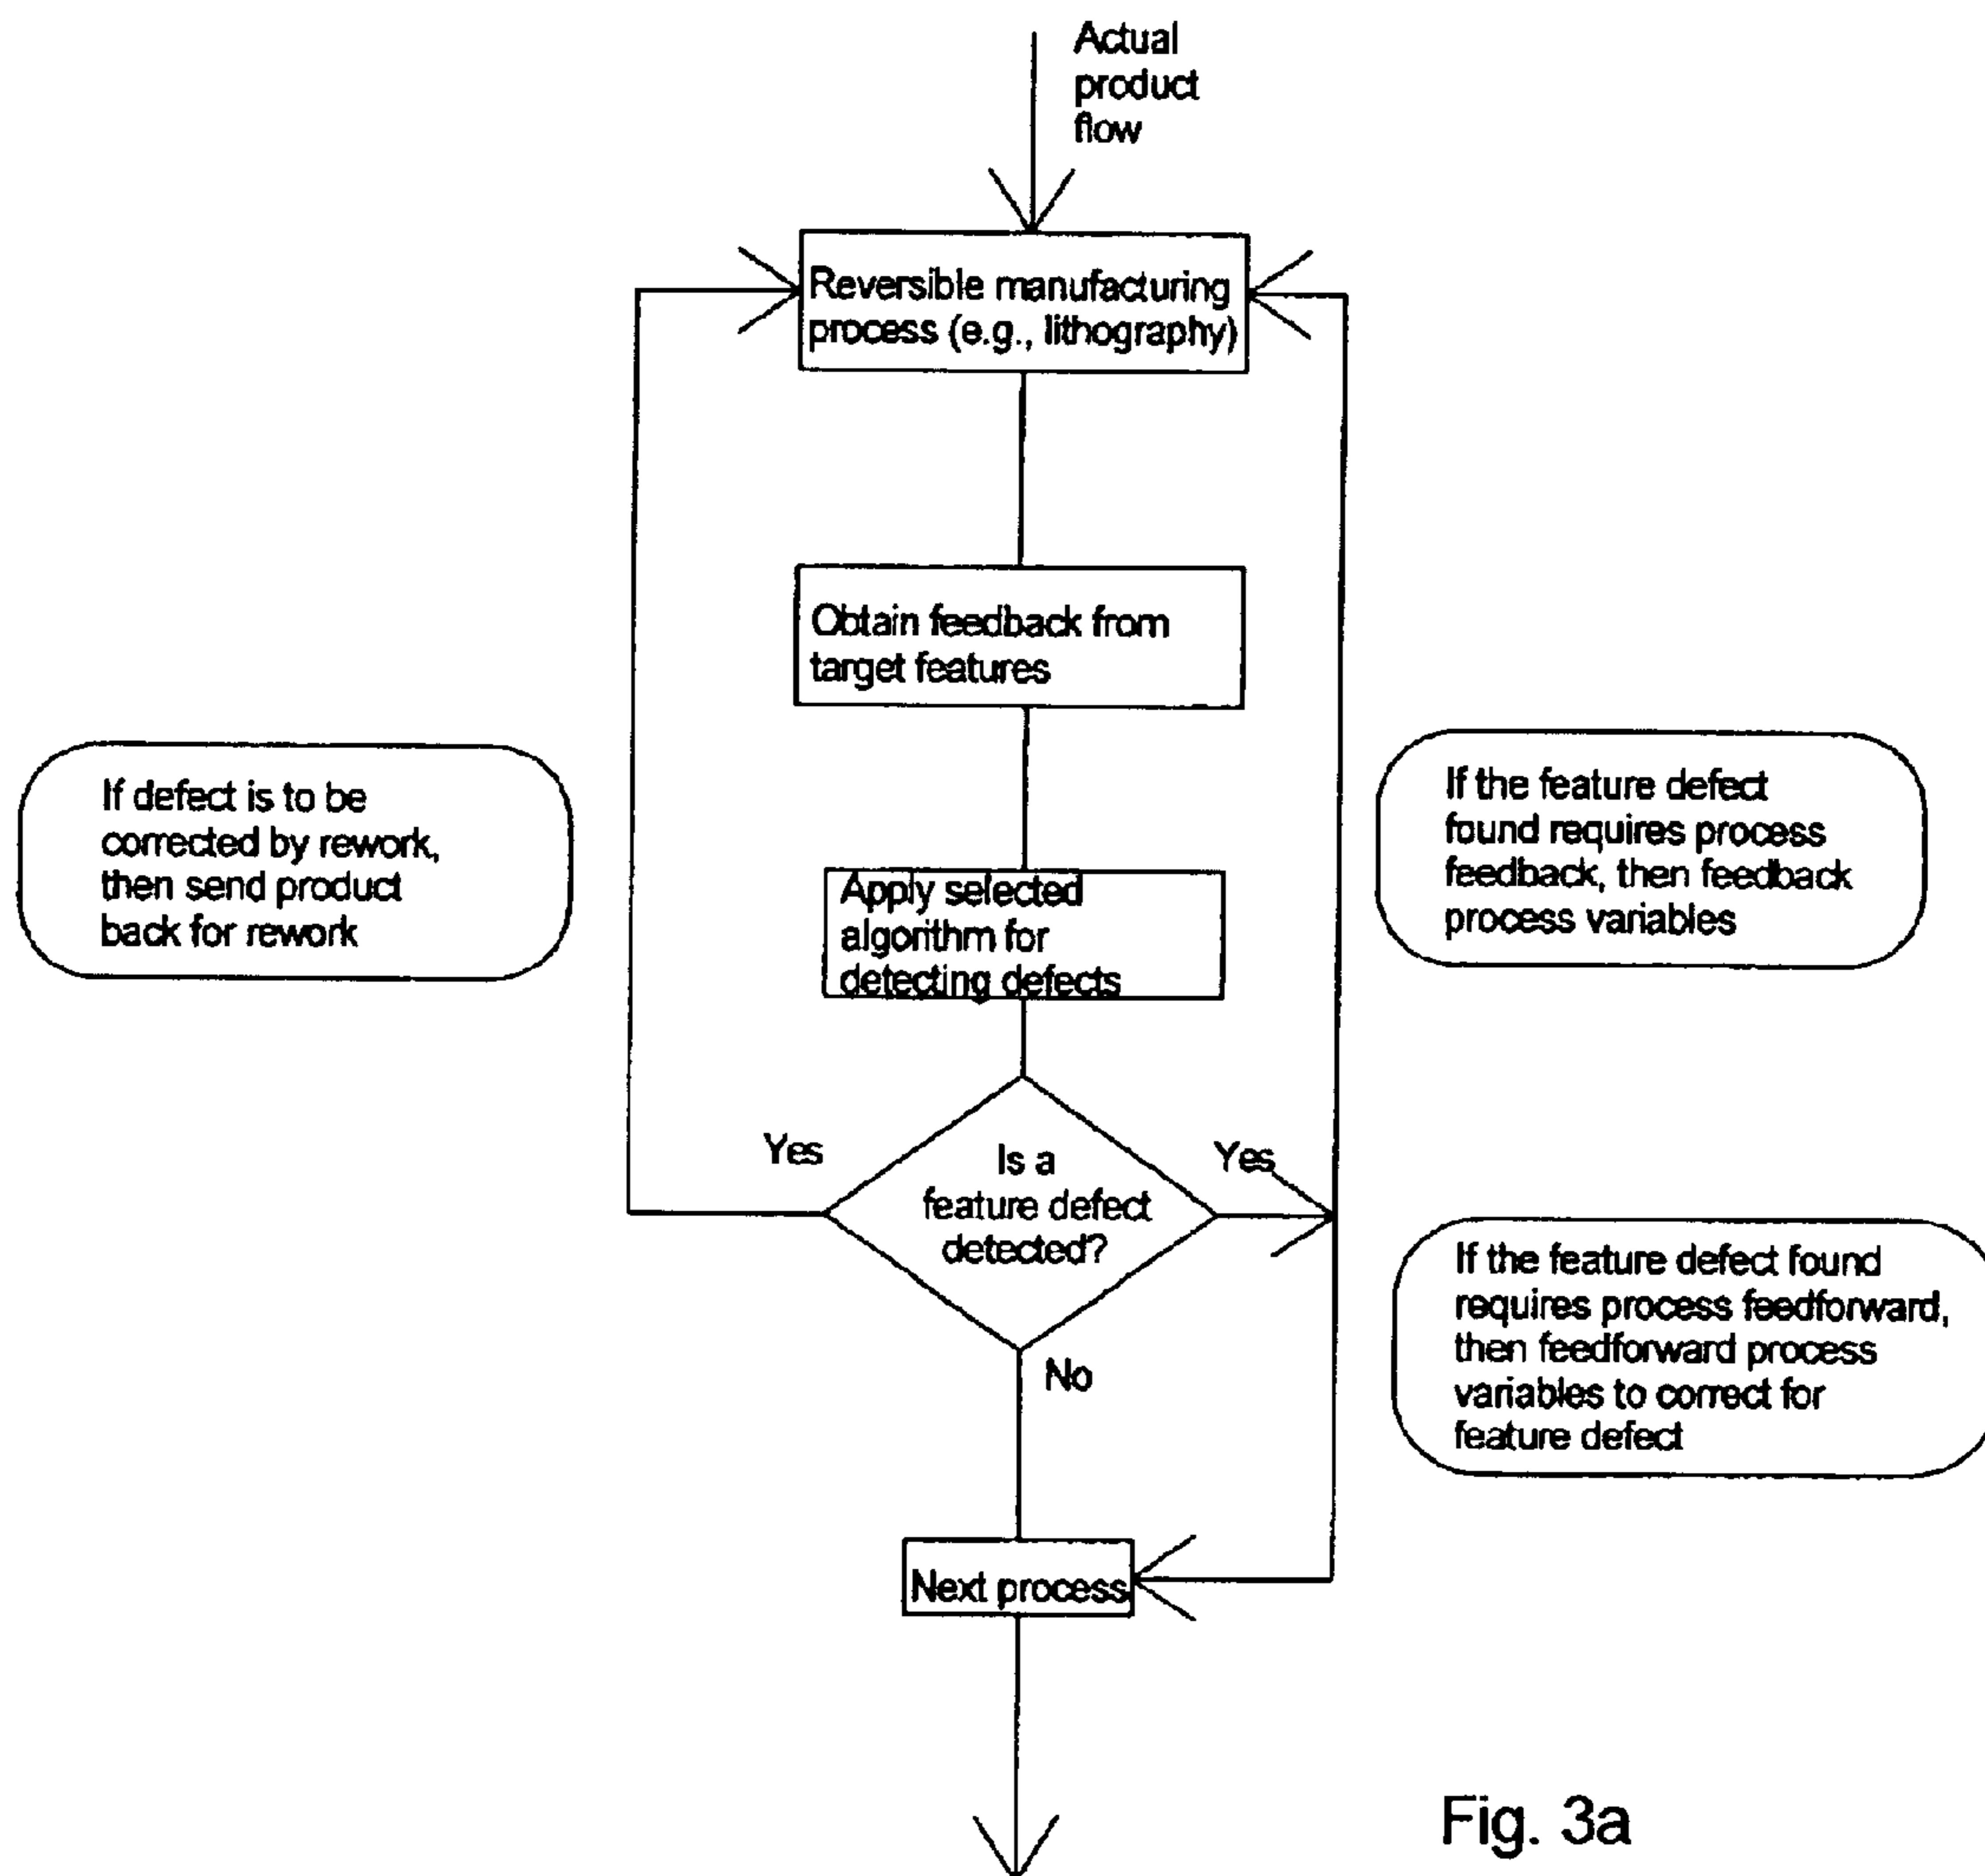 Actual
product
flow
Reversible manufacturing
process (e.g., lithography)
Obtain feedback from
target features
If defect is to be
corrected by rework,
then send product
back for rework
If the feature defect
found requires process
feedback, then feedback
process variables
Apply selected
algorithm for
detecting defects
Yes
Is a
feature defect
detected?
Yes
If the feature defect found
requires process feedforward,
then feedforward process
variables to correct for
feature defect
No
Next process
Fig. 3a